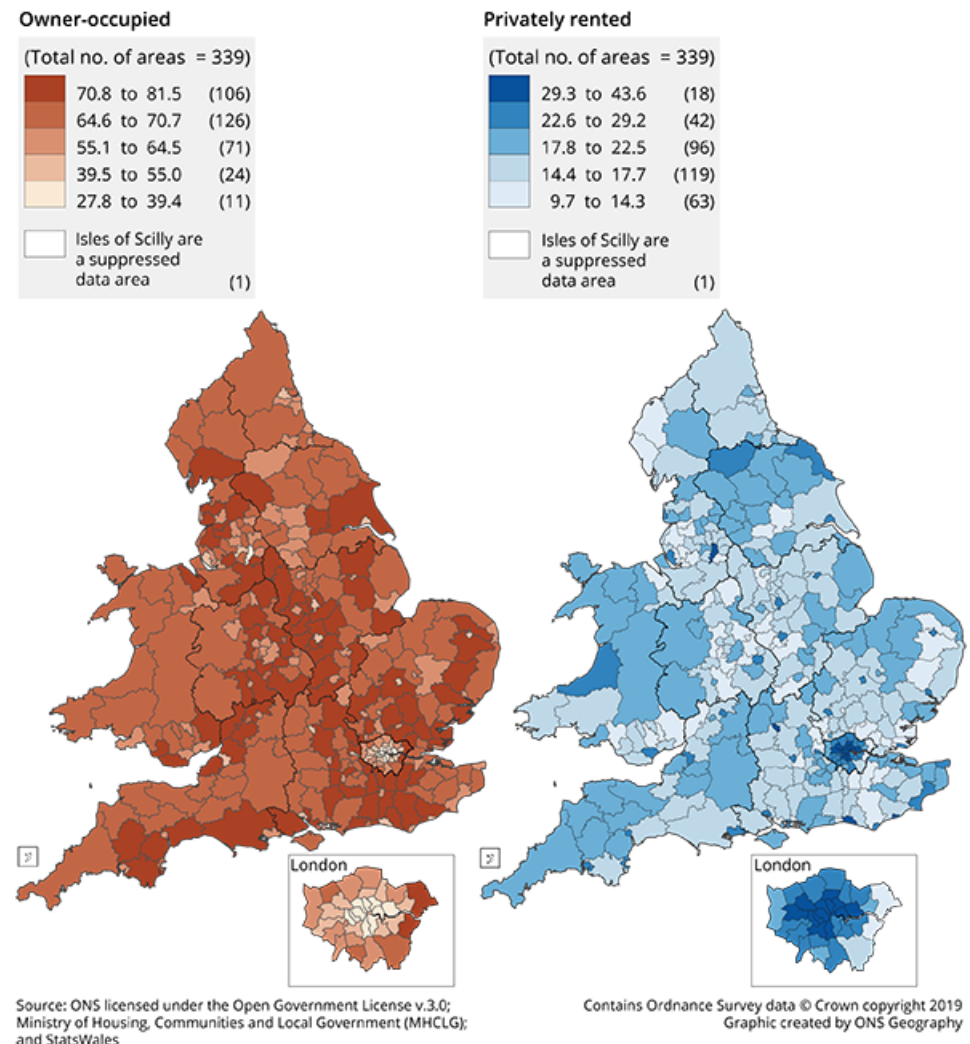 Owner-occupied
(Total no. of areas = 339)
70.8 to 81.5 (106)
64.6 to 70.7 (126)
55.1 to 64.5 (71)
39.5 to 55.0 (24)
27.8 to 39.4 (11)
Isles of Scilly are
a suppressed
data area (1)
Privately rented
(Total no. of areas = 339)
29.3 to 43.6 (18)
22.6 to 29.2 (42)
17.8 to 22.5 (96)
14.4 to 17.7 (119)
9.7 to 14.3 (63)
Isles of Scilly are
a suppressed
data area (1)
London
London
Source: ONS licensed under the Open Government License v.3.0;
Ministry of Housing, Communities and Local Government (MHCLG);
and StatsWales
Contains Ordnance Survey data © Crown copyright 2019
Graphic created by ONS Geography